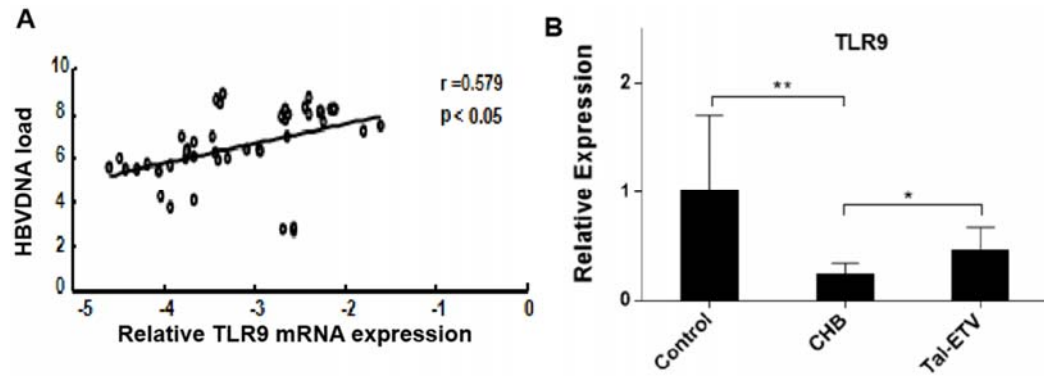 A
10
8
6
4
2
0
HBVDNA load
r =0.579
p < 0.05
-5 -4 -3 -2 -1 0
Relative TLR9 mRNA expression
B
TLR9
Relative Expression
2
1
0
**
*
Control CHB Tal-ETV